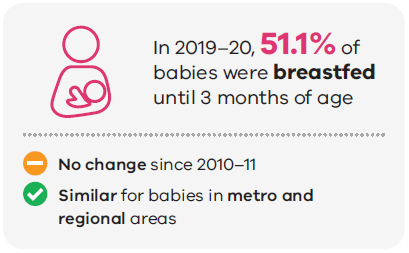 In 2019–20, 51.1% of
babies were breastfed
until 3 months of age
No change since 2010–11
Similar for babies in metro and
regional areas